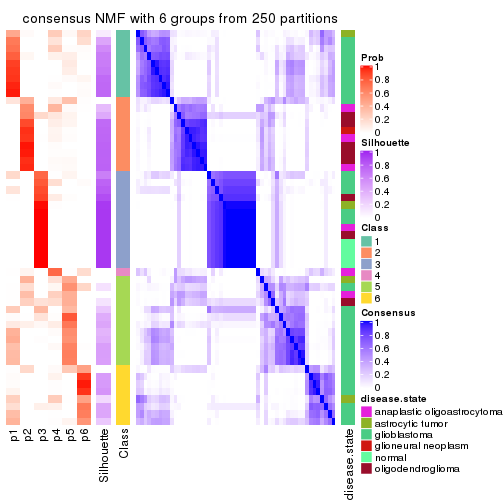 consensus NMF with 6 groups from 250 partitions
p1
p2
p3
p4
p5
p6
Silhouette
Class
disease.state
Prob
1
0.8
0.6
0.4
0.2
0
Silhouette
1
0.8
0.6
0.4
0.2
0
Class
1
2
3
4
5
6
Consensus
1
0.8
0.6
0.4
0.2
0
disease.state
anaplastic oligoastrocytoma
astrocytic tumor
glioblastoma
glioneural neoplasm
normal
oligodendroglioma